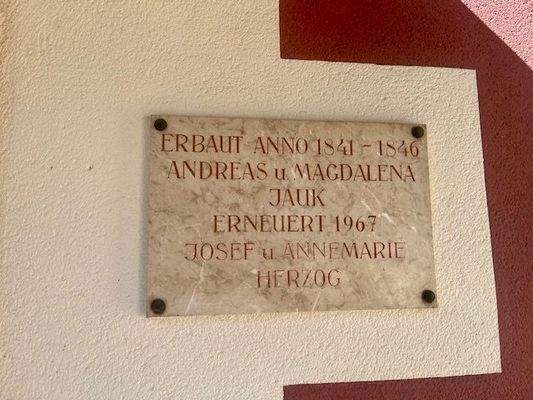 ERBAUT ANNO 1841 – 1846
ANDREAS u. MAGDALENA
JAUK
ERNEUERT 1967
JOSEF u. ANNEMARIE
HERZOG